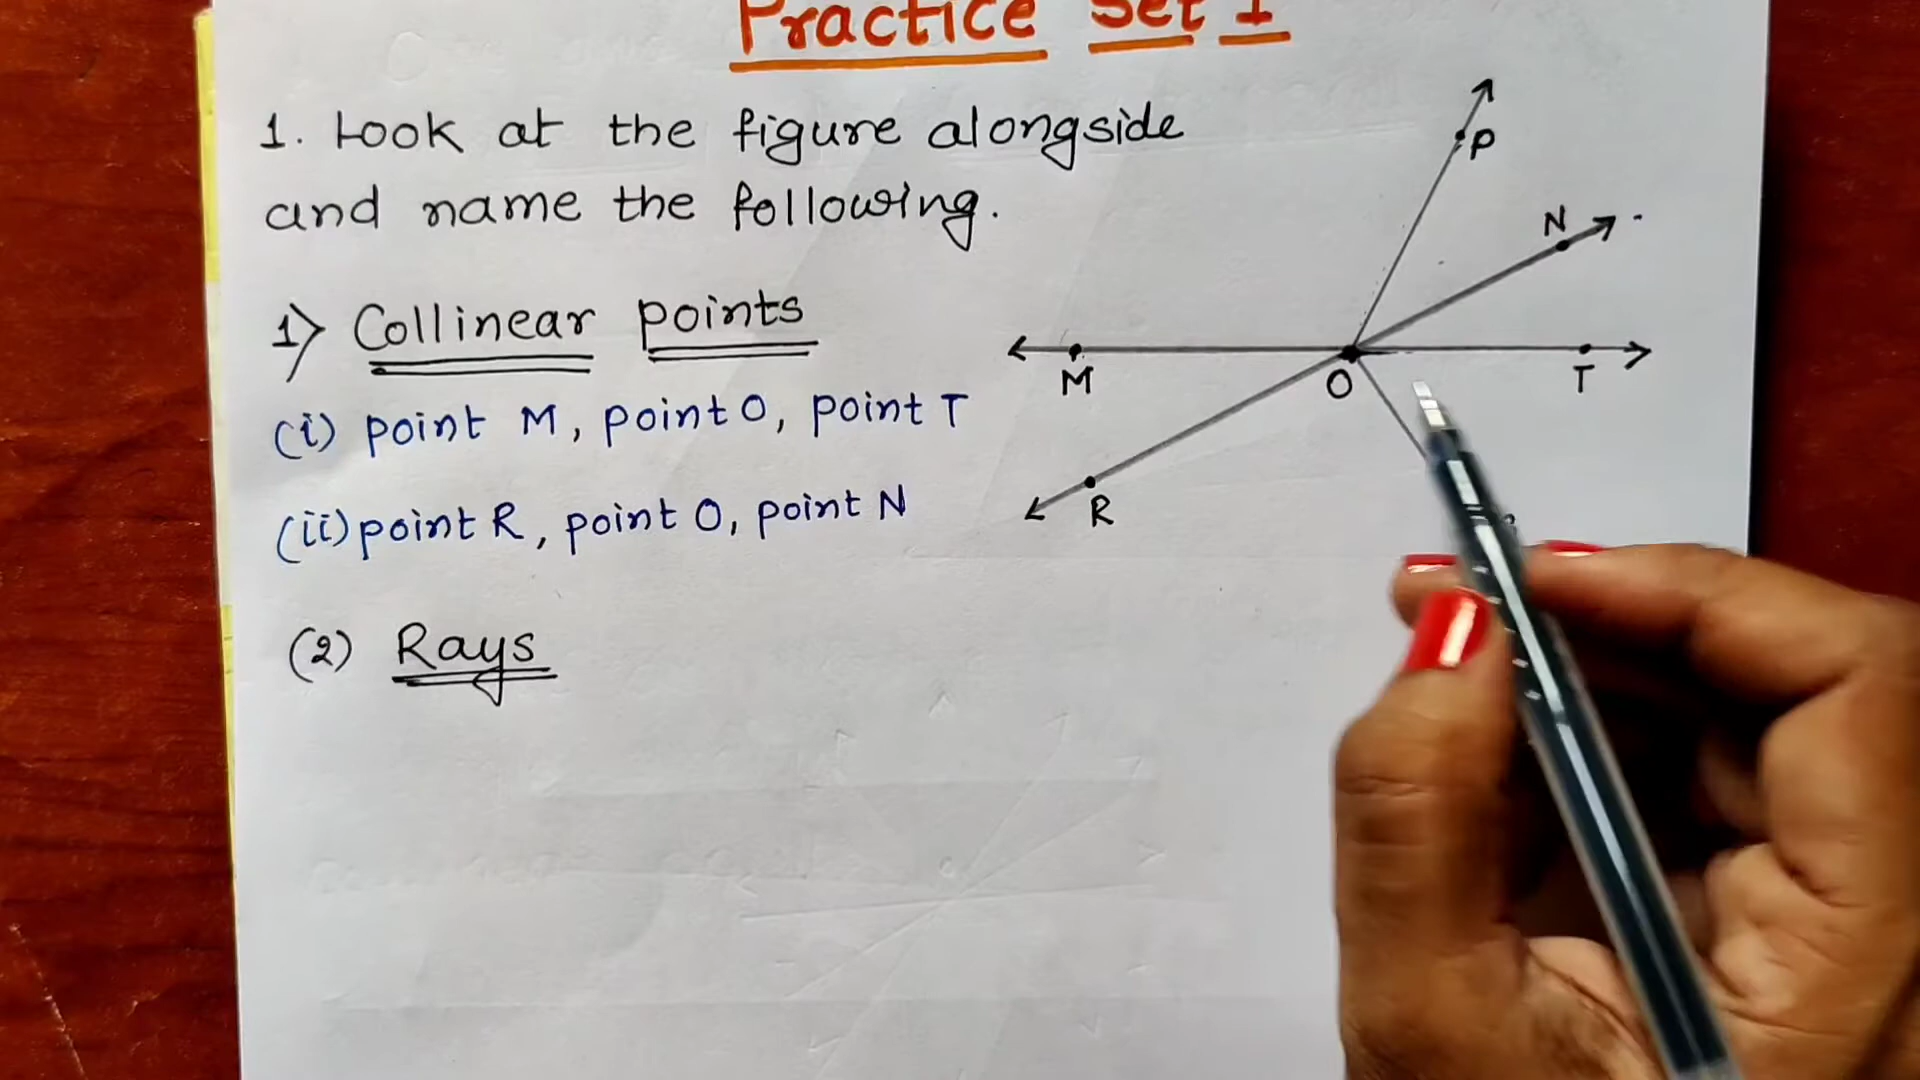 Practice Set 1
1. Look at the figure alongside
and name the following.
1) Collinear points
(i) point M, point O, point T
(ii) point R, point O, point N
(2) Rays
P
N
M
O
T
R